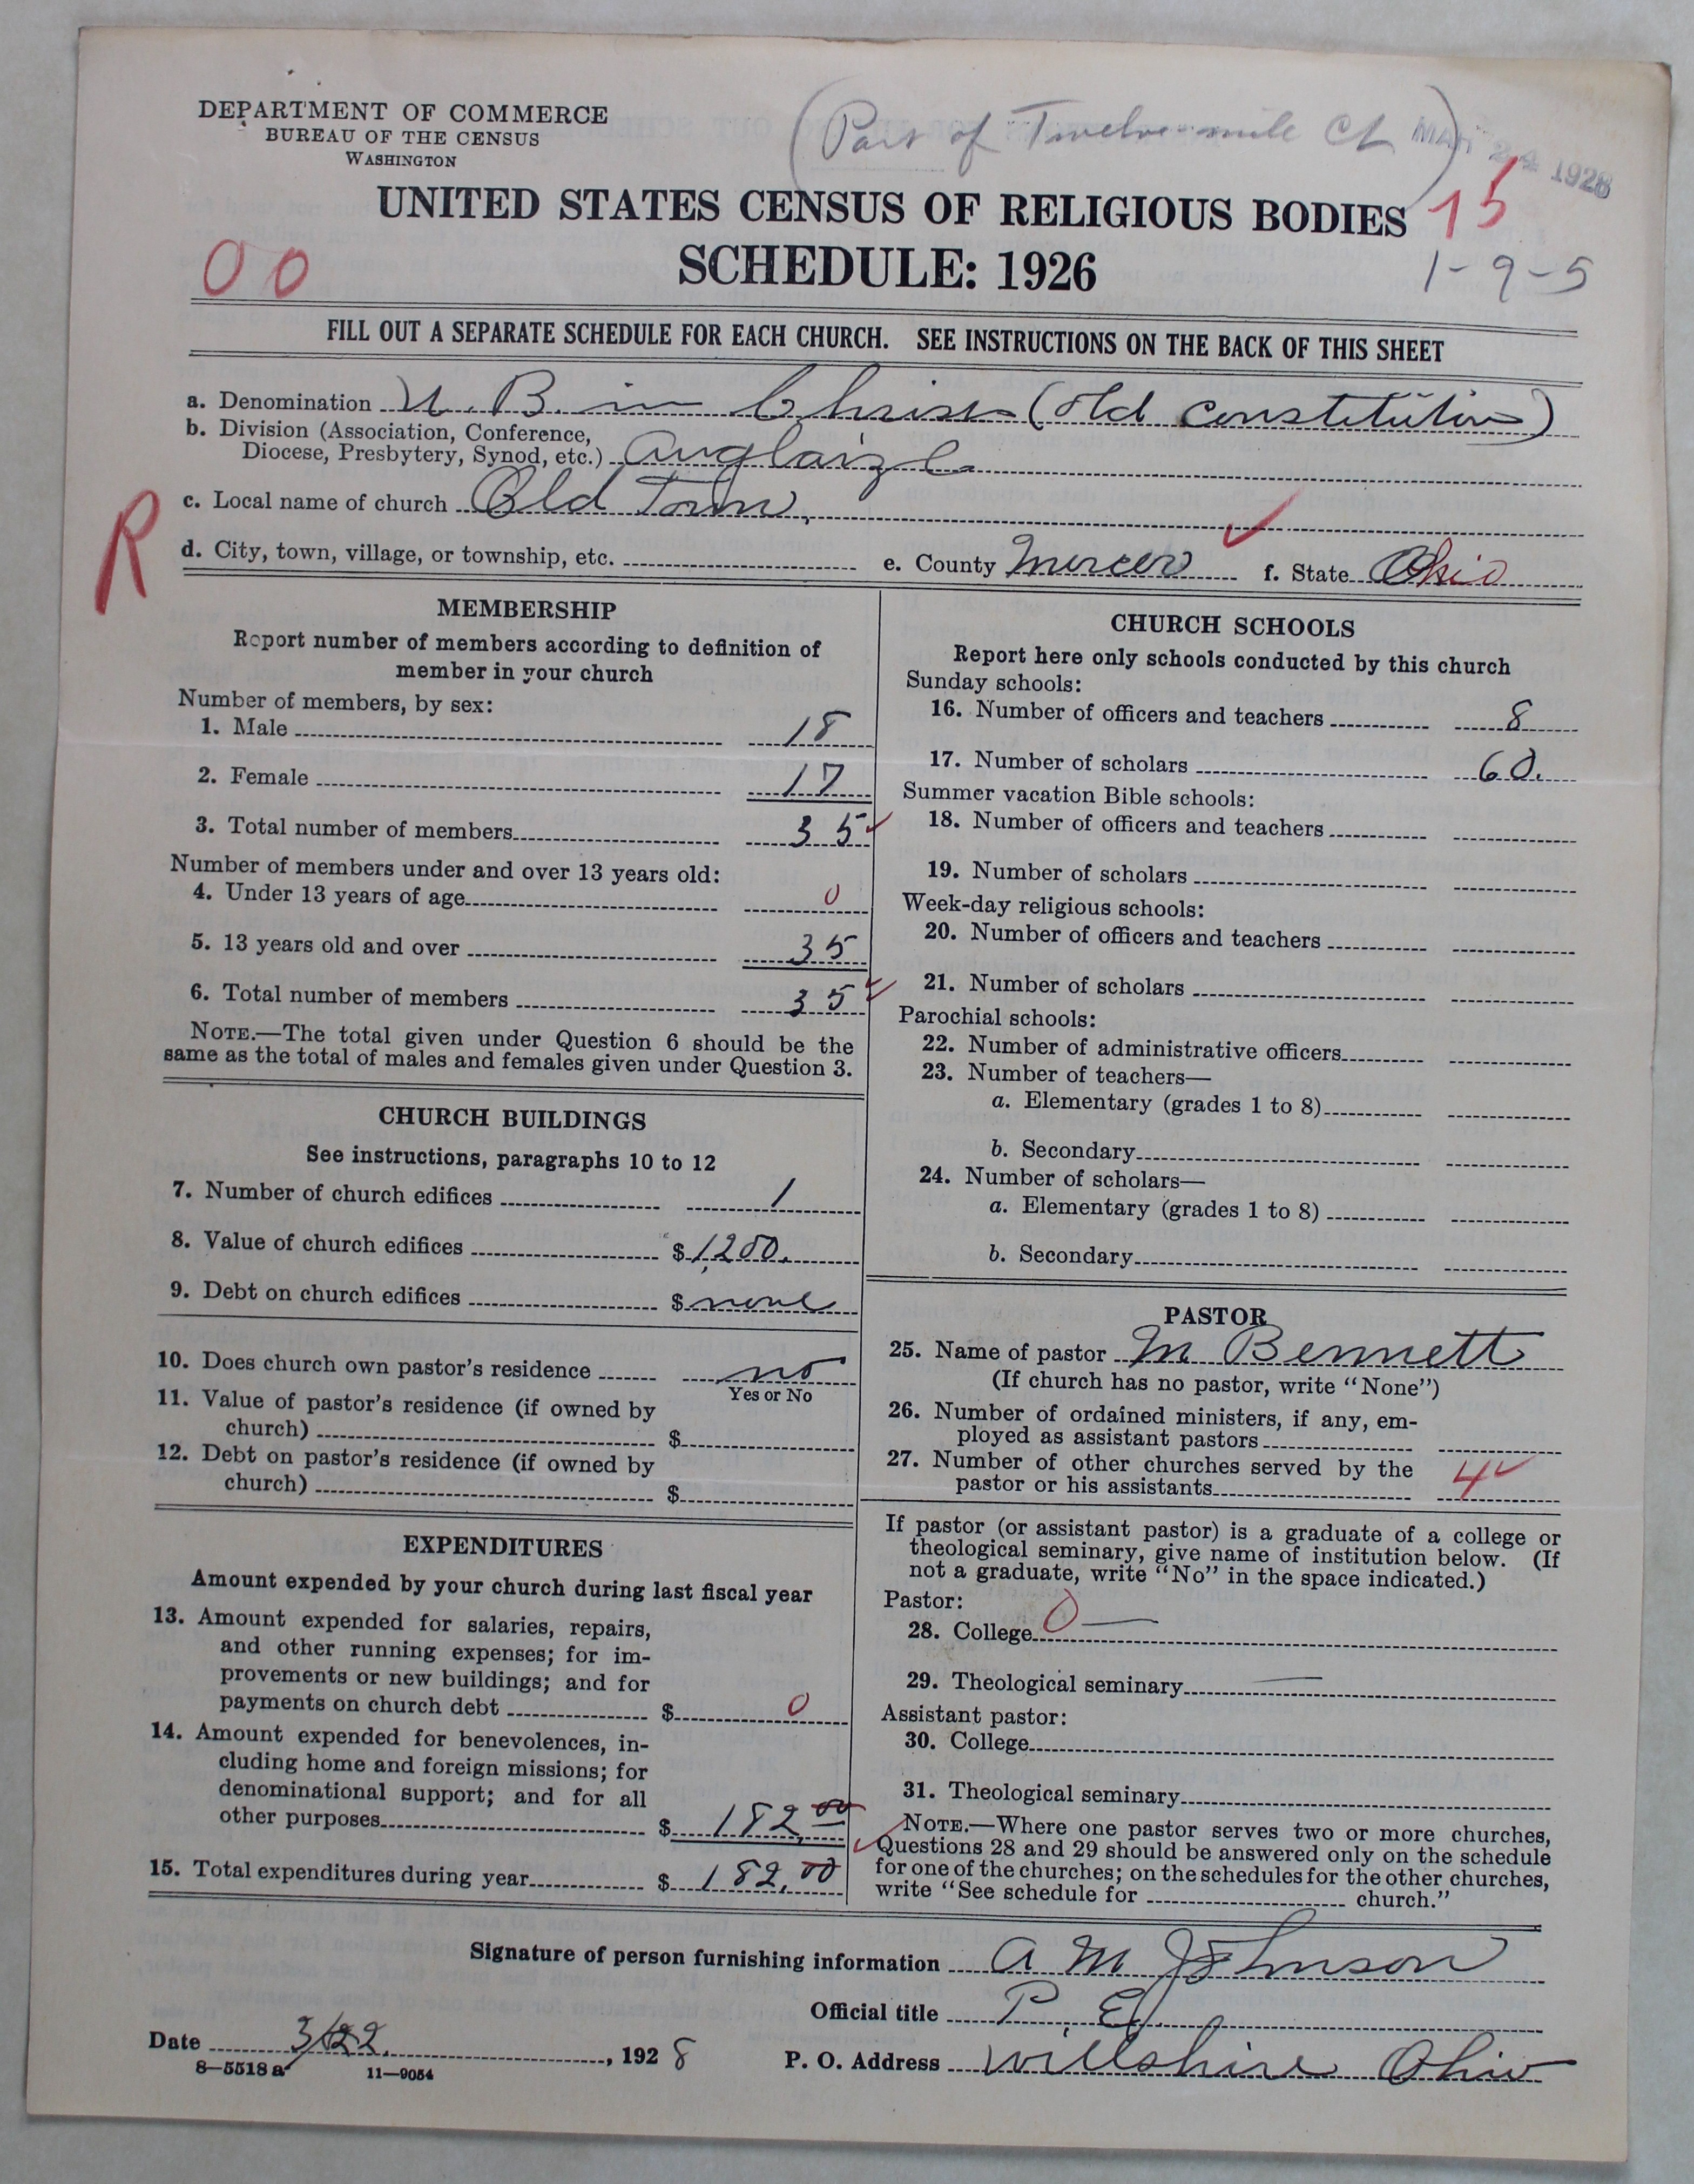 DEPARTMENT OF COMMERCE
BUREAU OF THE CENSUS
WASHINGTON
(Part of Twelve-mile Ct)
MAR 24 1928
UNITED STATES CENSUS OF RELIGIOUS BODIES
15
SCHEDULE: 1926
00
1-9-5
FILL OUT A SEPARATE SCHEDULE FOR EACH CHURCH. SEE INSTRUCTIONS ON THE BACK OF THIS SHEET
a. Denomination U. B. in Christ (old constitution)
b. Division (Association, Conference,
Diocese, Presbytery, Synod, etc.) Auglaize
c. Local name of church Old Town,
R
d. City, town, village, or township, etc. e. County Mercer f. State Ohio
MEMBERSHIP
Report number of members according to definition of
member in your church
Number of members, by sex:
1. Male 18
2. Female 17
3. Total number of members 35
Number of members under and over 13 years old:
4. Under 13 years of age 0
5. 13 years old and over 35
6. Total number of members 35
NOTE.—The total given under Question 6 should be the
same as the total of males and females given under Question 3.
CHURCH BUILDINGS
See instructions, paragraphs 10 to 12
7. Number of church edifices 1
8. Value of church edifices $1200.
9. Debt on church edifices $ none
10. Does church own pastor's residence no
Yes or No
11. Value of pastor's residence (if owned by
church) $
12. Debt on pastor's residence (if owned by
church) $
EXPENDITURES
Amount expended by your church during last fiscal year
13. Amount expended for salaries, repairs,
and other running expenses; for im-
provements or new buildings; and for
payments on church debt $ 0
14. Amount expended for benevolences, in-
cluding home and foreign missions; for
denominational support; and for all
other purposes $ 182,00
15. Total expenditures during year $ 182,00
CHURCH SCHOOLS
Report here only schools conducted by this church
Sunday schools:
16. Number of officers and teachers 8
17. Number of scholars 60.
Summer vacation Bible schools:
18. Number of officers and teachers
19. Number of scholars
Week-day religious schools:
20. Number of officers and teachers
21. Number of scholars
Parochial schools:
22. Number of administrative officers
23. Number of teachers—
a. Elementary (grades 1 to 8)
b. Secondary
24. Number of scholars—
a. Elementary (grades 1 to 8)
b. Secondary
PASTOR
25. Name of pastor M Bennett
(If church has no pastor, write "None")
26. Number of ordained ministers, if any, em-
ployed as assistant pastors
27. Number of other churches served by the
pastor or his assistants 4
If pastor (or assistant pastor) is a graduate of a college or
theological seminary, give name of institution below. (If
not a graduate, write "No" in the space indicated.)
Pastor:
28. College 0 —
29. Theological seminary —
Assistant pastor:
30. College
31. Theological seminary
NOTE.—Where one pastor serves two or more churches,
Questions 28 and 29 should be answered only on the schedule
for one of the churches; on the schedules for the other churches,
write "See schedule for church."
Signature of person furnishing information A M Johnson
Official title P. E.
Date 3/22, 1928
P. O. Address Willshire Ohio
8—5518 a 11—9054